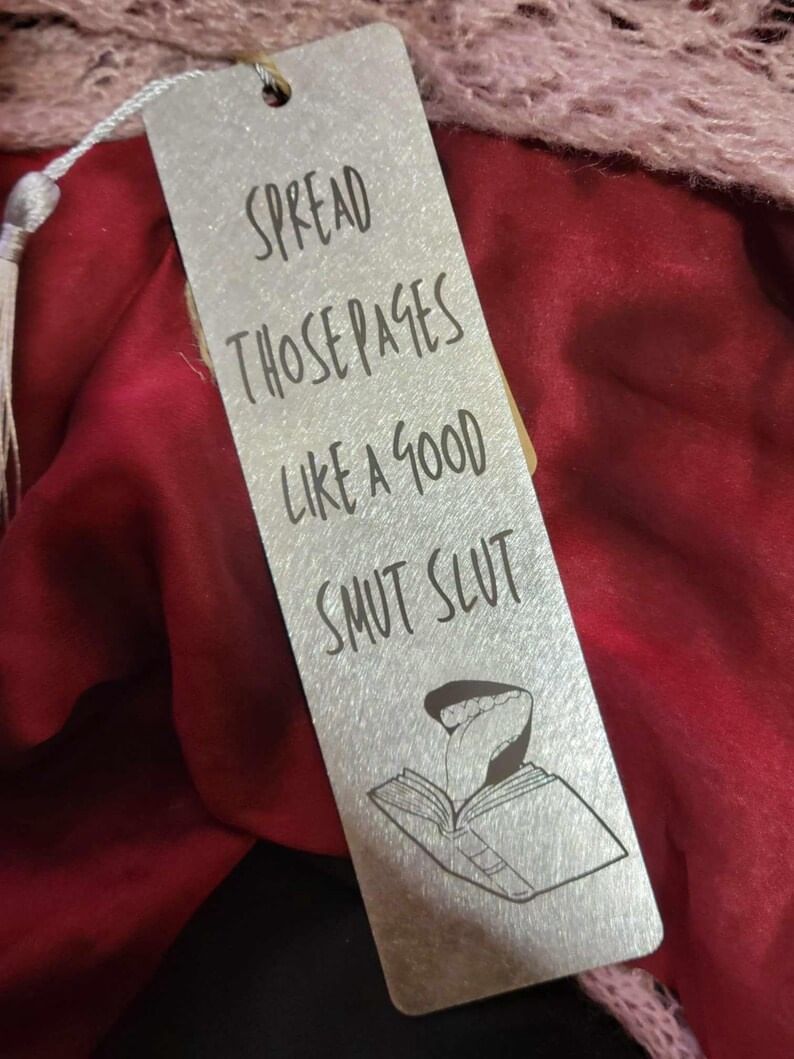 SPREAD
THOSE PAGES
LIKE A GOOD
SMUT SLUT